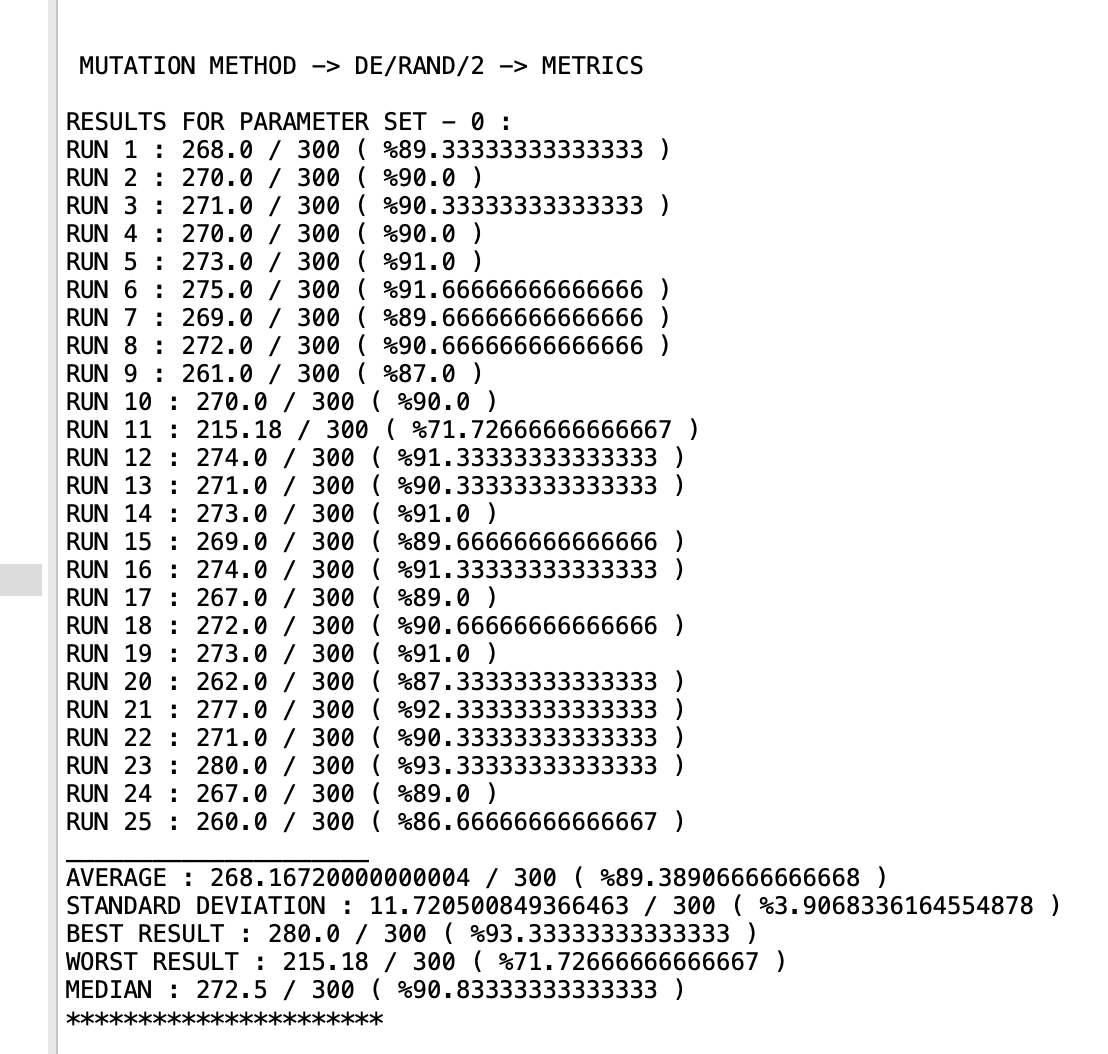 MUTATION METHOD -> DE/RAND/2 -> METRICS
RESULTS FOR PARAMETER SET - 0 :
RUN 1 : 268.0 / 300 ( %89.33333333333333 )
RUN 2 : 270.0 / 300 ( %90.0 )
RUN 3 : 271.0 / 300 ( %90.33333333333333 )
RUN 4 : 270.0 / 300 ( %90.0 )
RUN 5 : 273.0 / 300 ( %91.0 )
RUN 6 : 275.0 / 300 ( %91.66666666666666 )
RUN 7 : 269.0 / 300 ( %89.66666666666666 )
RUN 8 : 272.0 / 300 ( %90.66666666666666 )
RUN 9 : 261.0 / 300 ( %87.0 )
RUN 10 : 270.0 / 300 ( %90.0 )
RUN 11 : 215.18 / 300 ( %71.72666666666667 )
RUN 12 : 274.0 / 300 ( %91.33333333333333 )
RUN 13 : 271.0 / 300 ( %90.33333333333333 )
RUN 14 : 273.0 / 300 ( %91.0 )
RUN 15 : 269.0 / 300 ( %89.66666666666666 )
RUN 16 : 274.0 / 300 ( %91.33333333333333 )
RUN 17 : 267.0 / 300 ( %89.0 )
RUN 18 : 272.0 / 300 ( %90.66666666666666 )
RUN 19 : 273.0 / 300 ( %91.0 )
RUN 20 : 262.0 / 300 ( %87.33333333333333 )
RUN 21 : 277.0 / 300 ( %92.33333333333333 )
RUN 22 : 271.0 / 300 ( %90.33333333333333 )
RUN 23 : 280.0 / 300 ( %93.33333333333333 )
RUN 24 : 267.0 / 300 ( %89.0 )
RUN 25 : 260.0 / 300 ( %86.66666666666667 )
_____________________
AVERAGE : 268.16720000000004 / 300 ( %89.38906666666668 )
STANDARD DEVIATION : 11.720500849366463 / 300 ( %3.9068336164554878 )
BEST RESULT : 280.0 / 300 ( %93.33333333333333 )
WORST RESULT : 215.18 / 300 ( %71.72666666666667 )
MEDIAN : 272.5 / 300 ( %90.83333333333333 )
**********************